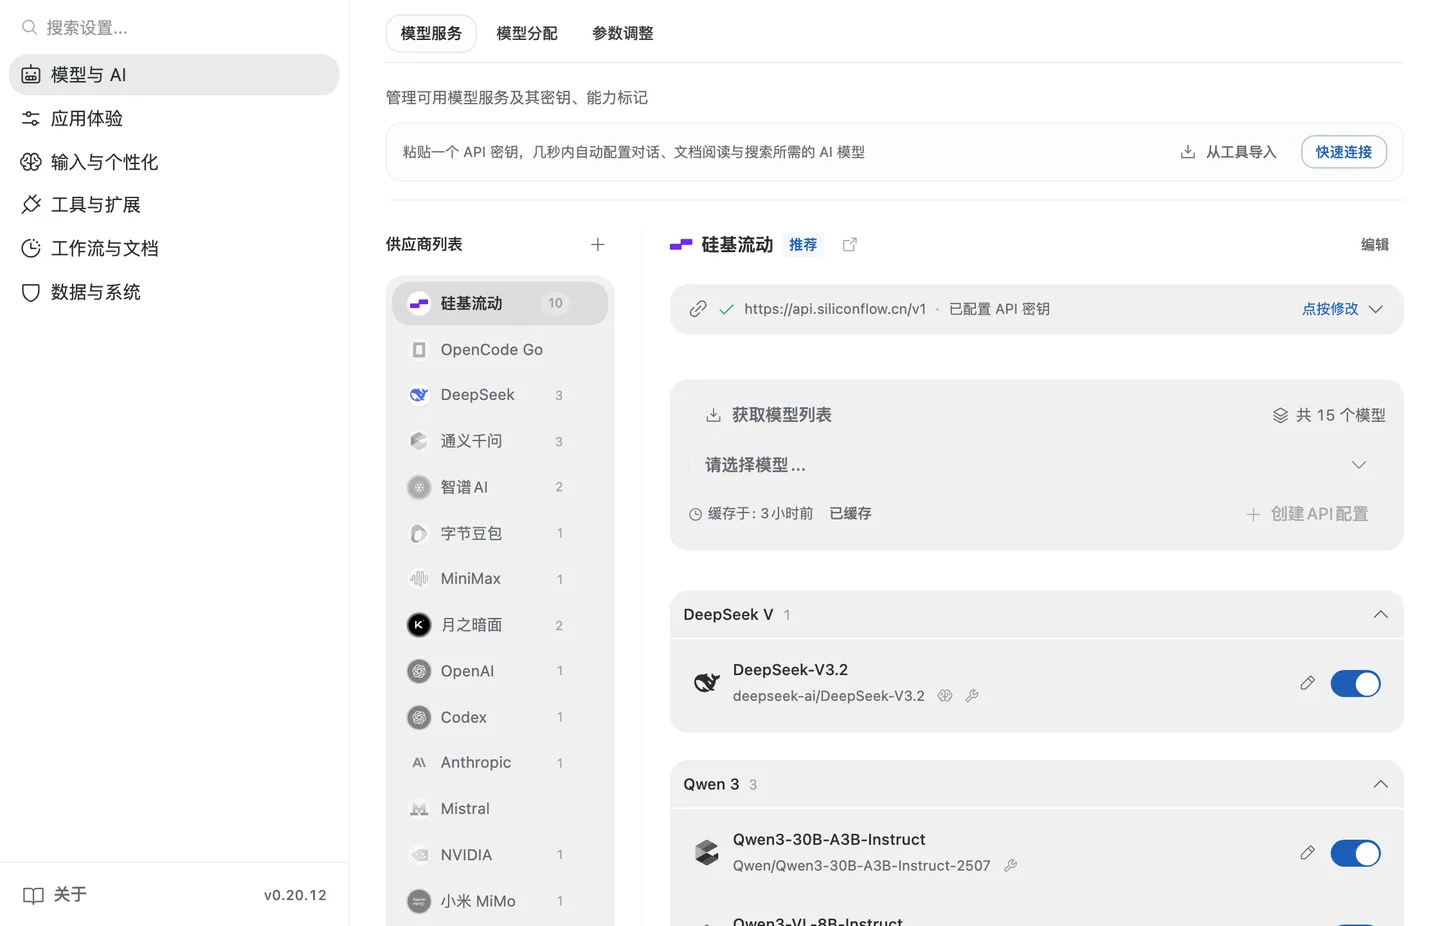 搜索设置...
模型与 AI
应用体验
输入与个性化
工具与扩展
工作流与文档
数据与系统
关于 v0.20.12
模型服务 模型分配 参数调整
管理可用模型服务及其密钥、能力标记
粘贴一个 API 密钥，几秒内自动配置对话、文档阅读与搜索所需的 AI 模型 从工具导入 快速连接
供应商列表
硅基流动 10
OpenCode Go
DeepSeek 3
通义千问 3
智谱AI 2
字节豆包 1
MiniMax 1
月之暗面 2
OpenAI 1
Codex 1
Anthropic 1
Mistral
NVIDIA 1
小米 MiMo 1
硅基流动 推荐 编辑
https://api.siliconflow.cn/v1 · 已配置 API 密钥 点按修改
获取模型列表 共 15 个模型
请选择模型...
缓存于: 3小时前 已缓存 创建API配置
DeepSeek V 1
DeepSeek-V3.2
deepseek-ai/DeepSeek-V3.2
Qwen 3 3
Qwen3-30B-A3B-Instruct
Qwen/Qwen3-30B-A3B-Instruct-2507
Qwen3-VL-8B-Instruct